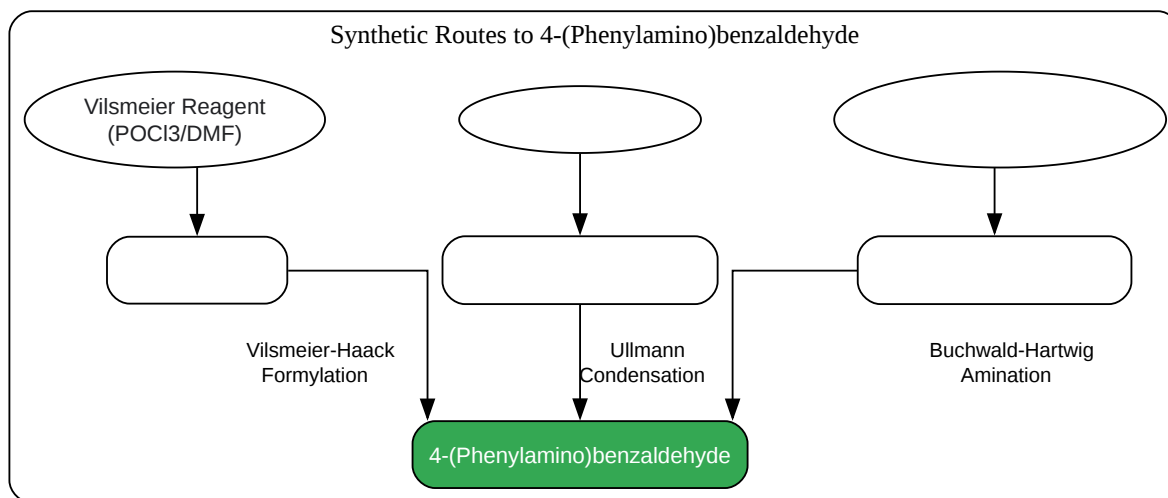 Synthetic Routes to 4-(Phenylamino)benzaldehyde
Vilsmeier Reagent
(POCl3/DMF)
Vilsmeier-Haack
Formylation
Ullmann
Condensation
Buchwald-Hartwig
Amination
4-(Phenylamino)benzaldehyde